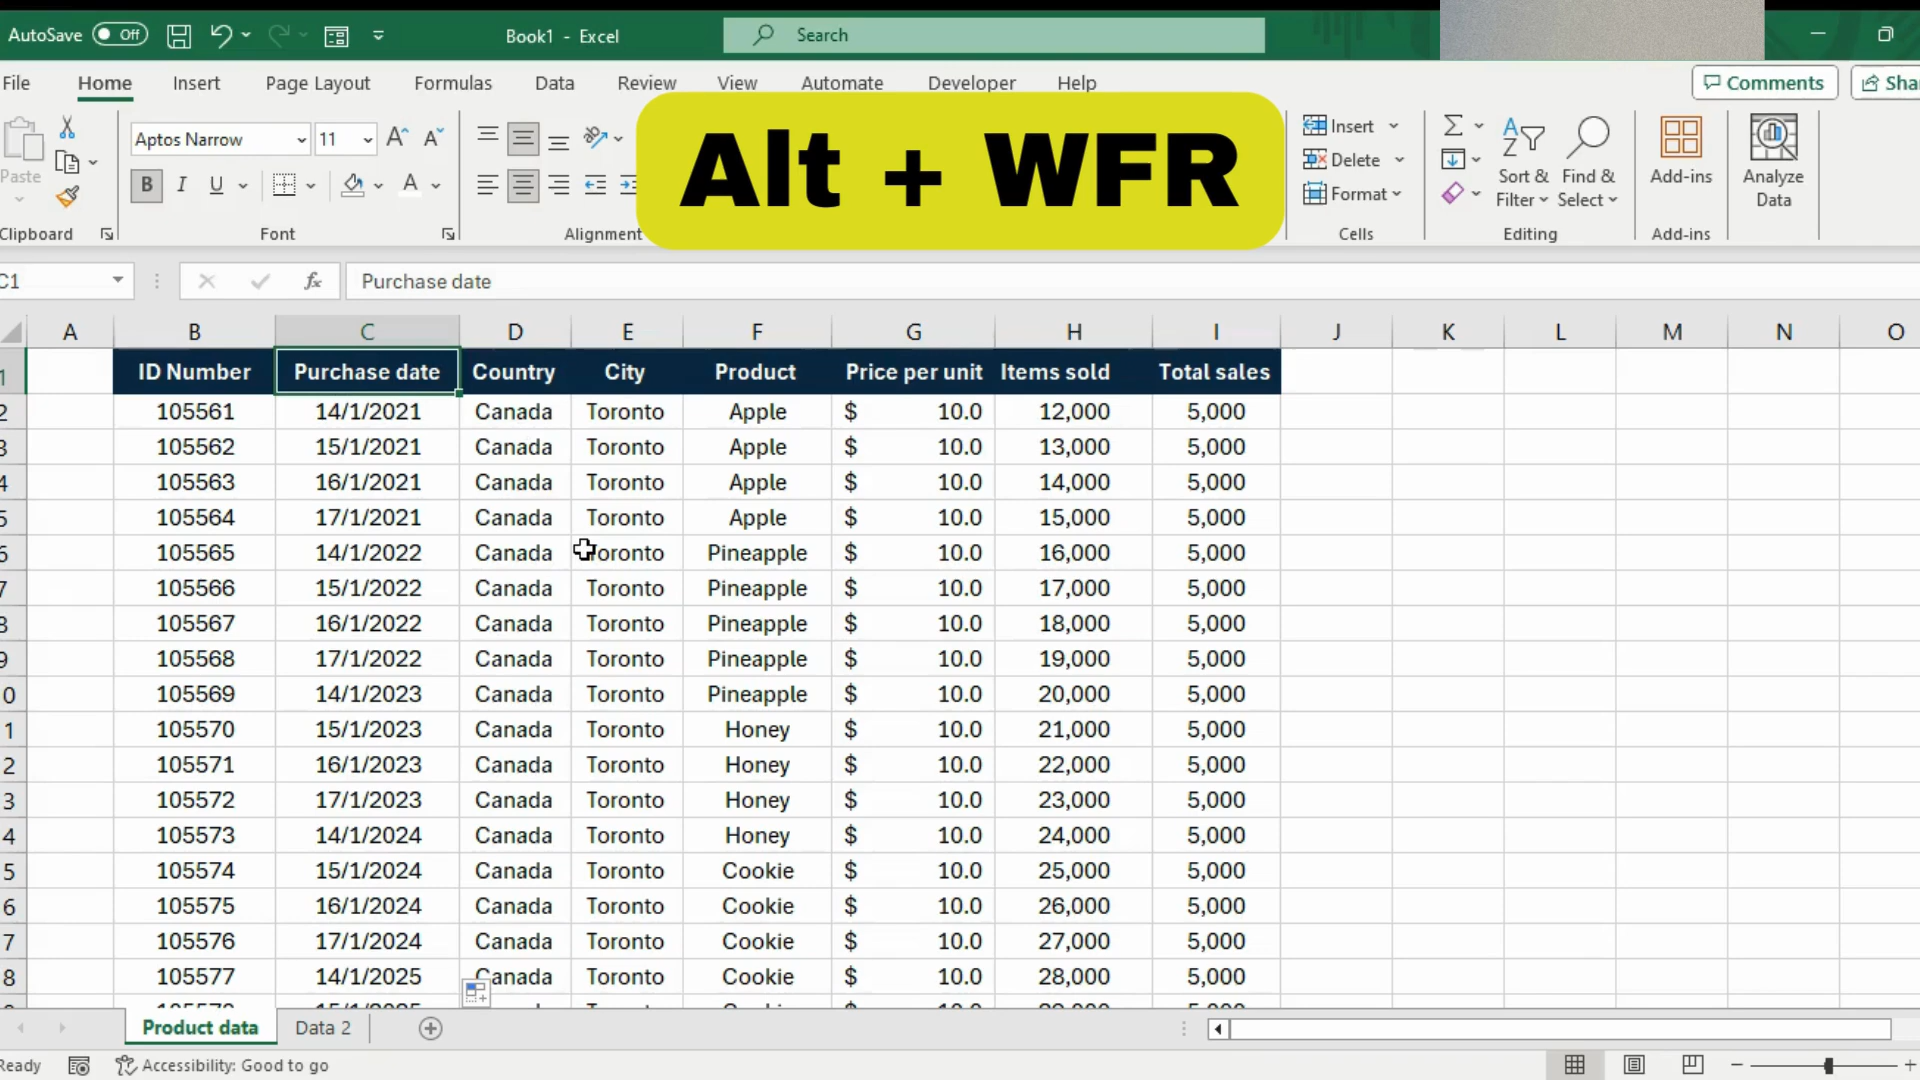 AutoSave Off Book1 - Excel Search
File Home Insert Page Layout Formulas Data Review View Automate Developer Help Comments
Alt + WFR
Paste Aptos Narrow 11 Insert Delete Format Sort & Filter Find & Select Add-ins Analyze Data
B I U A
Clipboard Font Alignment Cells Editing Add-ins
C1 fx Purchase date
A B C D E F G H I J K L M N O
1 ID Number Purchase date Country City Product Price per unit Items sold Total sales
2 105561 14/1/2021 Canada Toronto Apple $ 10.0 12,000 5,000
3 105562 15/1/2021 Canada Toronto Apple $ 10.0 13,000 5,000
4 105563 16/1/2021 Canada Toronto Apple $ 10.0 14,000 5,000
5 105564 17/1/2021 Canada Toronto Apple $ 10.0 15,000 5,000
6 105565 14/1/2022 Canada Toronto Pineapple $ 10.0 16,000 5,000
7 105566 15/1/2022 Canada Toronto Pineapple $ 10.0 17,000 5,000
8 105567 16/1/2022 Canada Toronto Pineapple $ 10.0 18,000 5,000
9 105568 17/1/2022 Canada Toronto Pineapple $ 10.0 19,000 5,000
0 105569 14/1/2023 Canada Toronto Pineapple $ 10.0 20,000 5,000
1 105570 15/1/2023 Canada Toronto Honey $ 10.0 21,000 5,000
2 105571 16/1/2023 Canada Toronto Honey $ 10.0 22,000 5,000
3 105572 17/1/2023 Canada Toronto Honey $ 10.0 23,000 5,000
4 105573 14/1/2024 Canada Toronto Honey $ 10.0 24,000 5,000
5 105574 15/1/2024 Canada Toronto Cookie $ 10.0 25,000 5,000
6 105575 16/1/2024 Canada Toronto Cookie $ 10.0 26,000 5,000
7 105576 17/1/2024 Canada Toronto Cookie $ 10.0 27,000 5,000
8 105577 14/1/2025 Canada Toronto Cookie $ 10.0 28,000 5,000
Product data Data 2
Ready Accessibility: Good to go